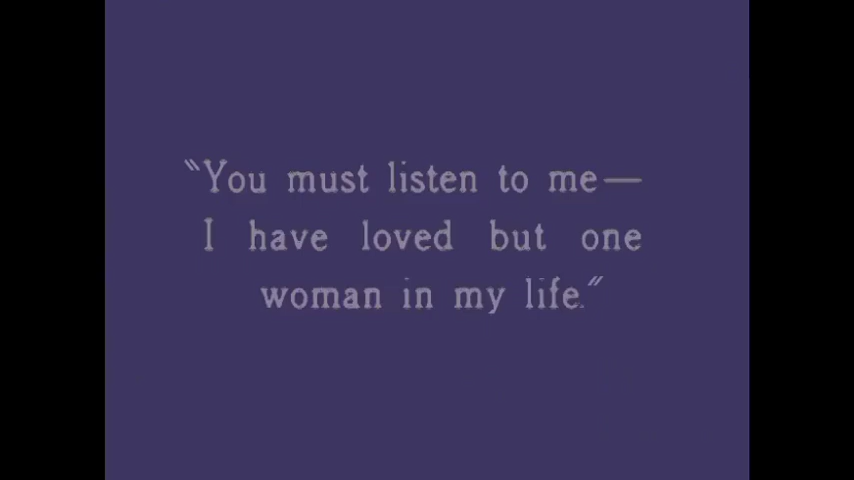 "You must listen to me—
I have loved but one
woman in my life."